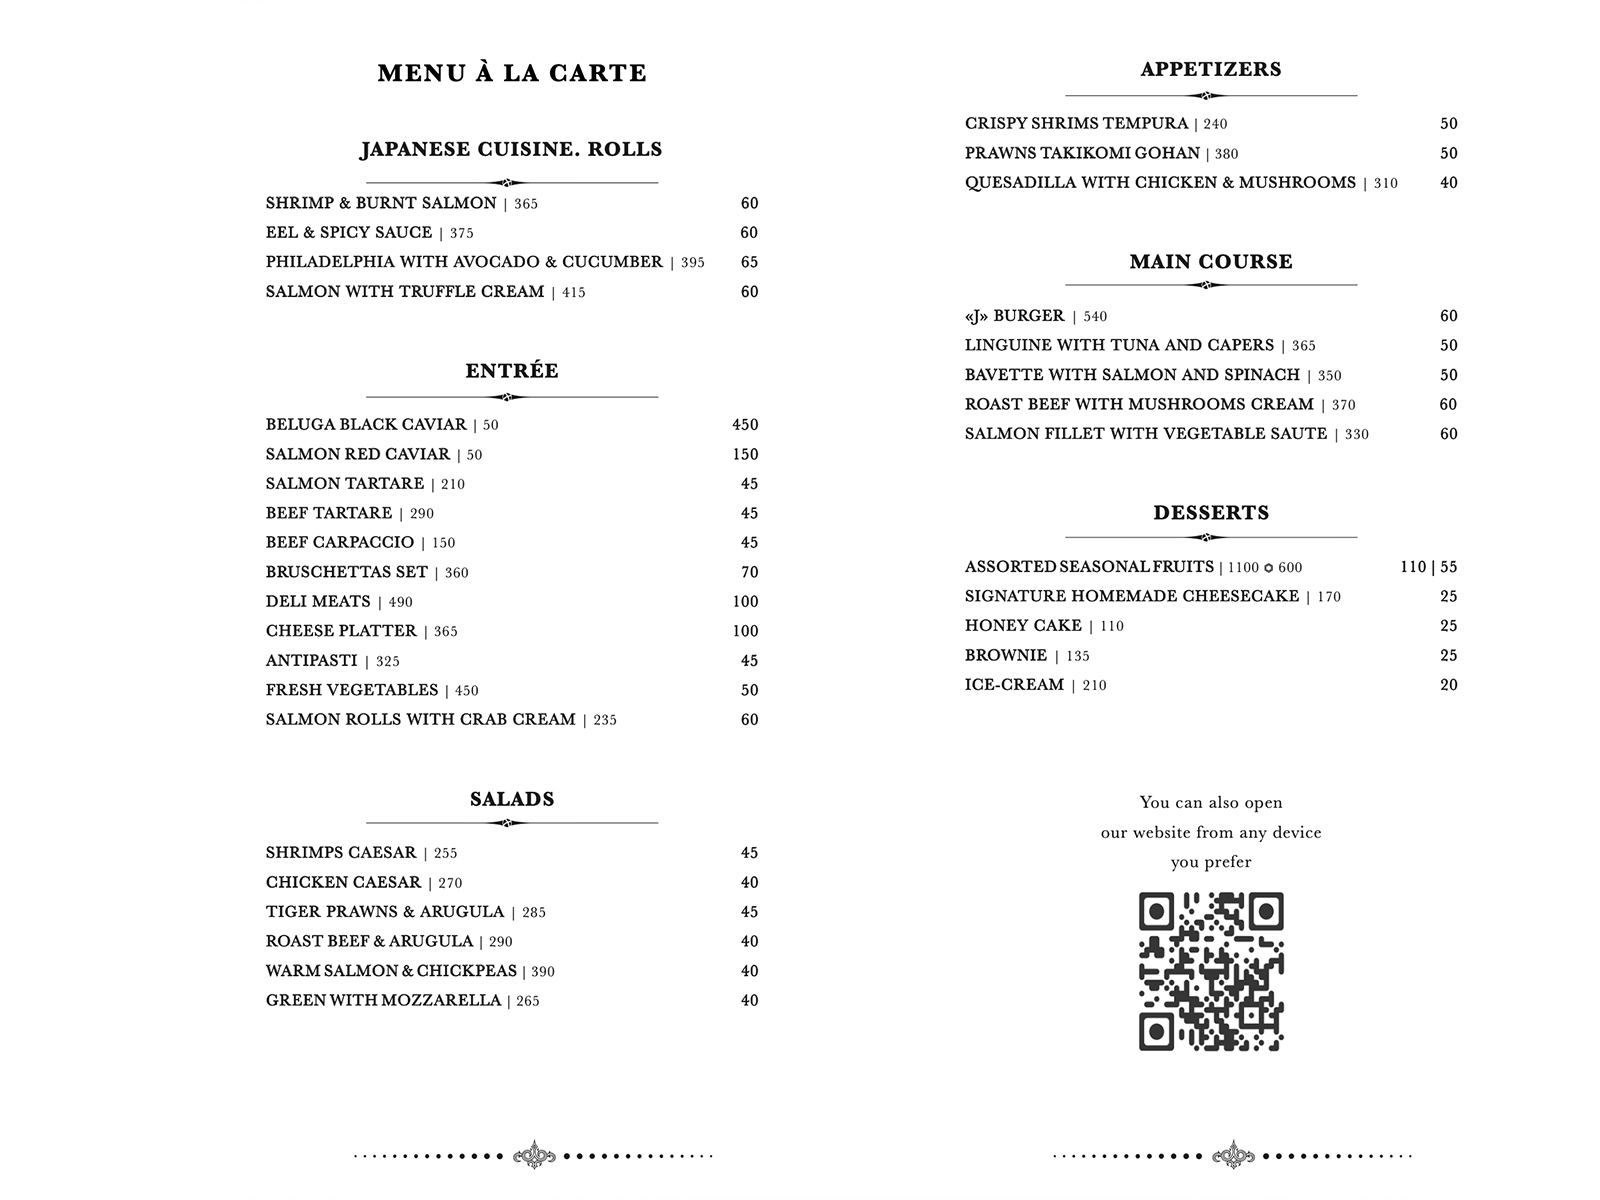 MENU À LA CARTE
JAPANESE CUISINE. ROLLS
SHRIMP & BURNT SALMON | 365 60
EEL & SPICY SAUCE | 375 60
PHILADELPHIA WITH AVOCADO & CUCUMBER | 395 65
SALMON WITH TRUFFLE CREAM | 415 60
ENTRÉE
BELUGA BLACK CAVIAR | 50 450
SALMON RED CAVIAR | 50 150
SALMON TARTARE | 210 45
BEEF TARTARE | 290 45
BEEF CARPACCIO | 150 45
BRUSCHETTAS SET | 360 70
DELI MEATS | 490 100
CHEESE PLATTER | 365 100
ANTIPASTI | 325 45
FRESH VEGETABLES | 450 50
SALMON ROLLS WITH CRAB CREAM | 235 60
SALADS
SHRIMPS CAESAR | 255 45
CHICKEN CAESAR | 270 40
TIGER PRAWNS & ARUGULA | 285 45
ROAST BEEF & ARUGULA | 290 40
WARM SALMON & CHICKPEAS | 390 40
GREEN WITH MOZZARELLA | 265 40
APPETIZERS
CRISPY SHRIMS TEMPURA | 240 50
PRAWNS TAKIKOMI GOHAN | 380 50
QUESADILLA WITH CHICKEN & MUSHROOMS | 310 40
MAIN COURSE
«J» BURGER | 540 60
LINGUINE WITH TUNA AND CAPERS | 365 50
BAVETTE WITH SALMON AND SPINACH | 350 50
ROAST BEEF WITH MUSHROOMS CREAM | 370 60
SALMON FILLET WITH VEGETABLE SAUTE | 330 60
DESSERTS
ASSORTED SEASONAL FRUITS | 1100 ⚙ 600 110 | 55
SIGNATURE HOMEMADE CHEESECAKE | 170 25
HONEY CAKE | 110 25
BROWNIE | 135 25
ICE-CREAM | 210 20
You can also open
our website from any device
you prefer